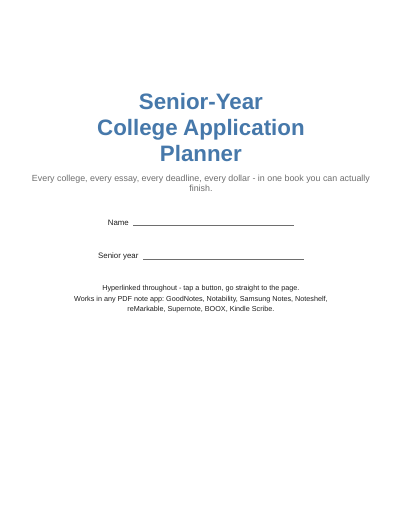 Senior-Year
College Application
Planner
Every college, every essay, every deadline, every dollar - in one book you can actually
finish.
Name
Senior year
Hyperlinked throughout - tap a button, go straight to the page.
Works in any PDF note app: GoodNotes, Notability, Samsung Notes, Noteshelf,
reMarkable, Supernote, BOOX, Kindle Scribe.